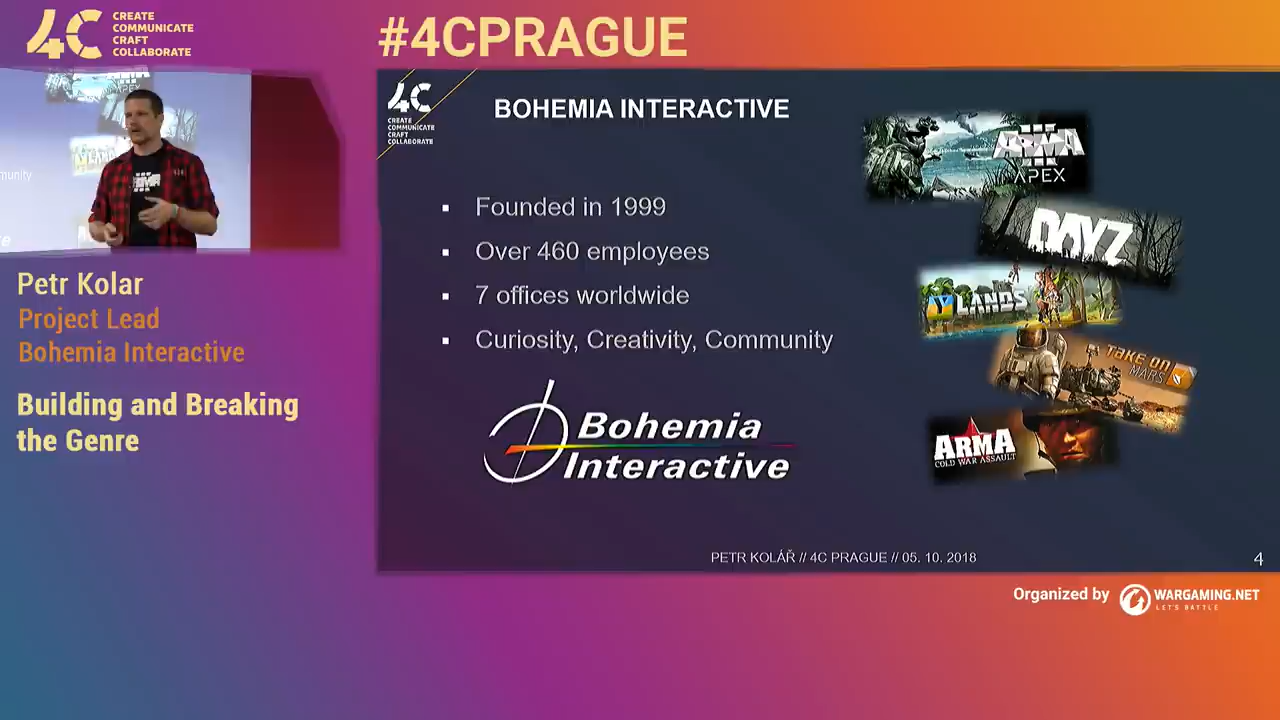 4C
CREATE
COMMUNICATE
CRAFT
COLLABORATE
#4CPRAGUE
Petr Kolar
Project Lead
Bohemia Interactive
Building and Breaking
the Genre
4C
CREATE
COMMUNICATE
CRAFT
COLLABORATE
BOHEMIA INTERACTIVE
Founded in 1999
Over 460 employees
7 offices worldwide
Curiosity, Creativity, Community
Bohemia
Interactive
ARMA III
APEX
DAYZ
YLANDS
TAKE ON
MARS
ARMA
COLD WAR ASSAULT
PETR KOLÁŘ // 4C PRAGUE // 05. 10. 2018
4
Organized by
WARGAMING.NET
LET'S BATTLE